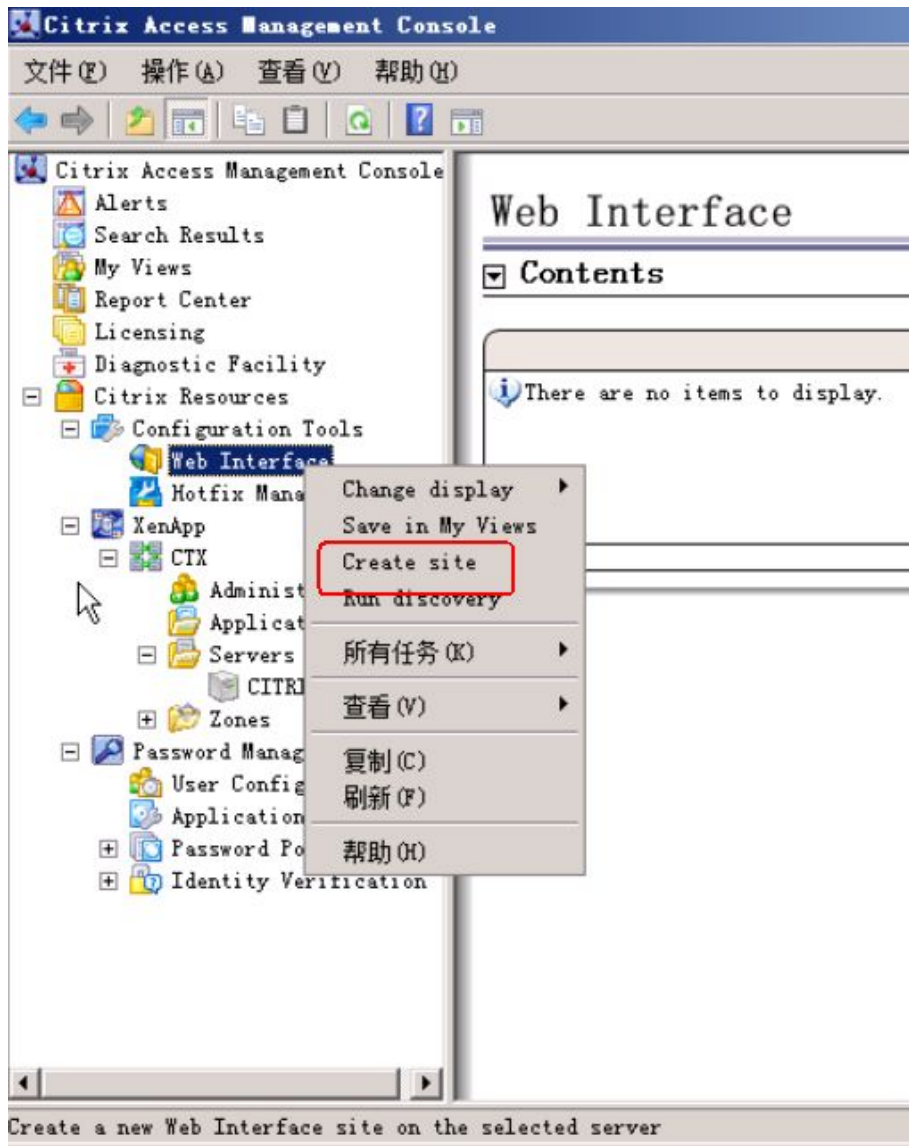 Citrix Access Management Console
文件(F) 操作(A) 查看(V) 帮助(H)
Citrix Access Management Console
Alerts
Search Results
My Views
Report Center
Licensing
Diagnostic Facility
Citrix Resources
Configuration Tools
Web Interface
Hotfix Mana
XenApp
CTX
Administ
Applicat
Servers
CITRI
Zones
Password Manag
User Config
Application
Password Po
Identity Verification
Web Interface
Contents
There are no items to display.
Change display
Save in My Views
Create site
Run discovery
所有任务(K)
查看(V)
复制(C)
刷新(F)
帮助(H)
Create a new Web Interface site on the selected server